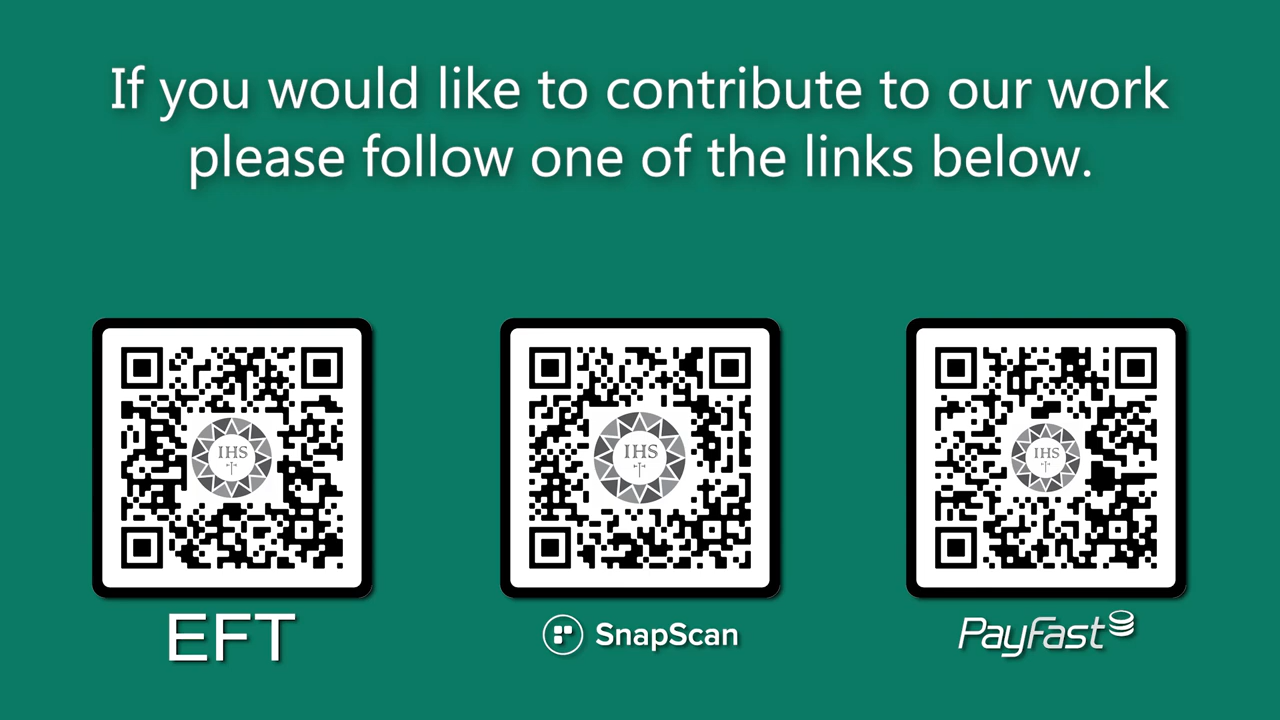 If you would like to contribute to our work
please follow one of the links below.
IHS
IHS
IHS
EFT
SnapScan
PayFast